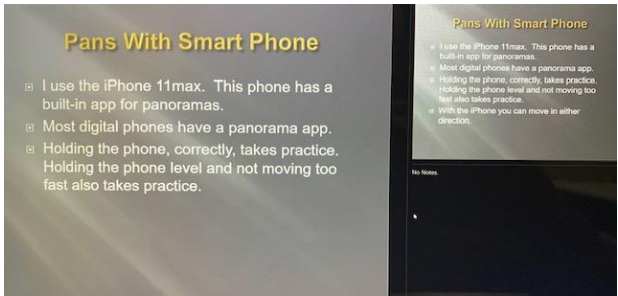 Pans With Smart Phone
I use the iPhone 11max. This phone has a
built-in app for panoramas.
Most digital phones have a panorama app.
Holding the phone, correctly, takes practice.
Holding the phone level and not moving too
fast also takes practice.
Pans With Smart Phone
I use the iPhone 11max. This phone has a
built-in app for panoramas.
Most digital phones have a panorama app.
Holding the phone, correctly, takes practice.
Holding the phone level and not moving too
fast also takes practice.
With the iPhone you can move in either
direction.
No Notes.